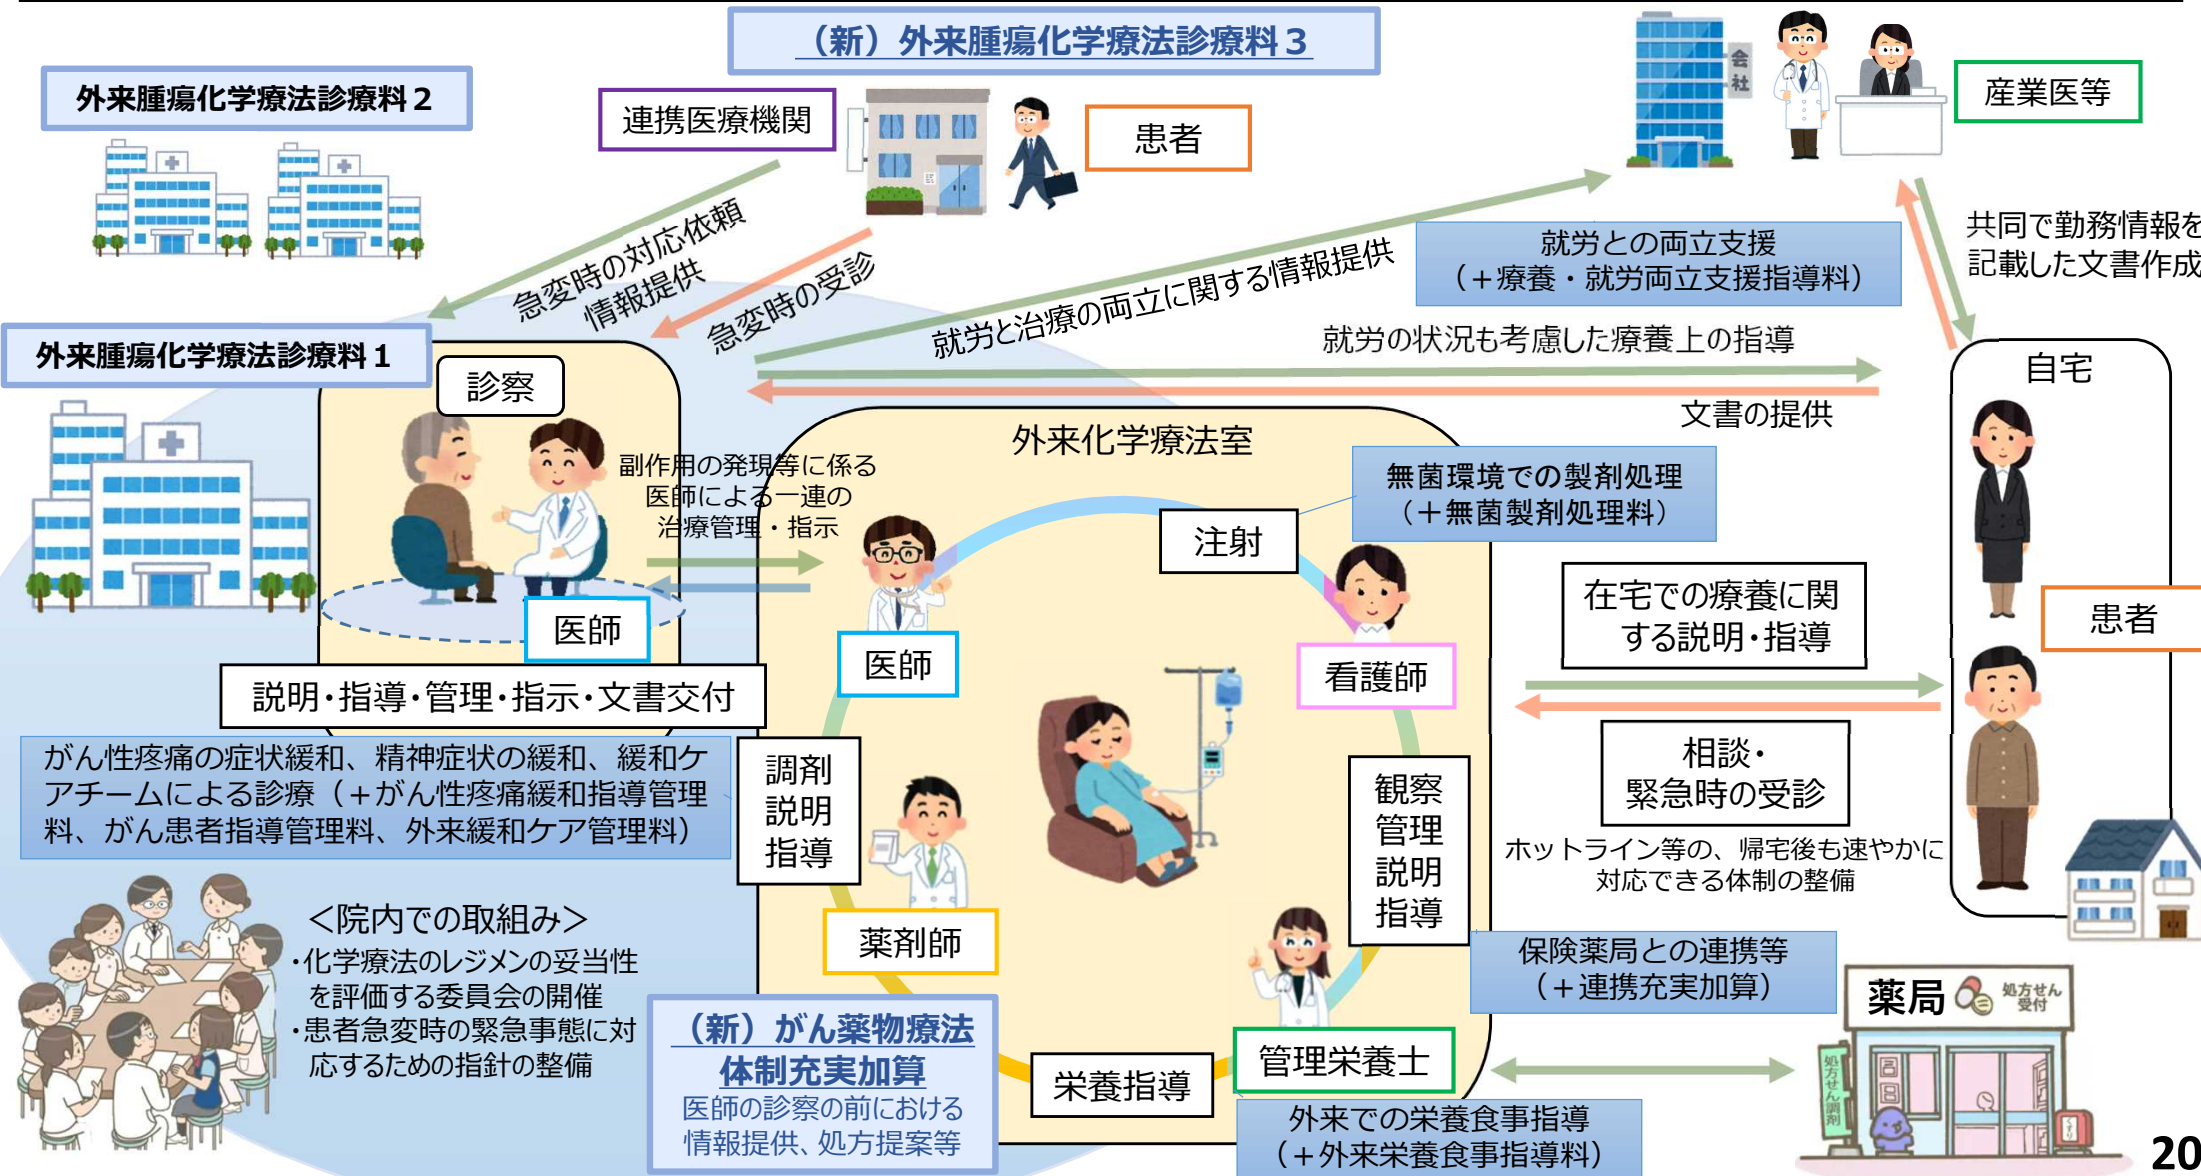 （新）外来腫瘍化学療法診療料３
外来腫瘍化学療法診療料２
連携医療機関
患者
会社
産業医等
急変時の対応依頼
情報提供
急変時の受診
就労と治療の両立に関する情報提供
就労との両立支援
（＋療養・就労両立支援指導料）
共同で勤務情報を
記載した文書作成
外来腫瘍化学療法診療料１
診察
就労の状況も考慮した療養上の指導
文書の提供
自宅
外来化学療法室
副作用の発現等に係る
医師による一連の
治療管理・指示
無菌環境での製剤処理
（＋無菌製剤処理料）
注射
医師
医師
看護師
在宅での療養に関
する説明・指導
患者
説明・指導・管理・指示・文書交付
がん性疼痛の症状緩和、精神症状の緩和、緩和ケ
アチームによる診療（＋がん性疼痛緩和指導管理
料、がん患者指導管理料、外来緩和ケア管理料）
調剤
説明
指導
観察
管理
説明
指導
相談・
緊急時の受診
ホットライン等の、帰宅後も速やかに
対応できる体制の整備
＜院内での取組み＞
・化学療法のレジメンの妥当性
を評価する委員会の開催
・患者急変時の緊急事態に対
応するための指針の整備
薬剤師
保険薬局との連携等
（＋連携充実加算）
（新）がん薬物療法
体制充実加算
医師の診察の前における
情報提供、処方提案等
栄養指導
管理栄養士
外来での栄養食事指導
（＋外来栄養食事指導料）
薬局
処方せん
受付
処方せん調剤
くすり
20